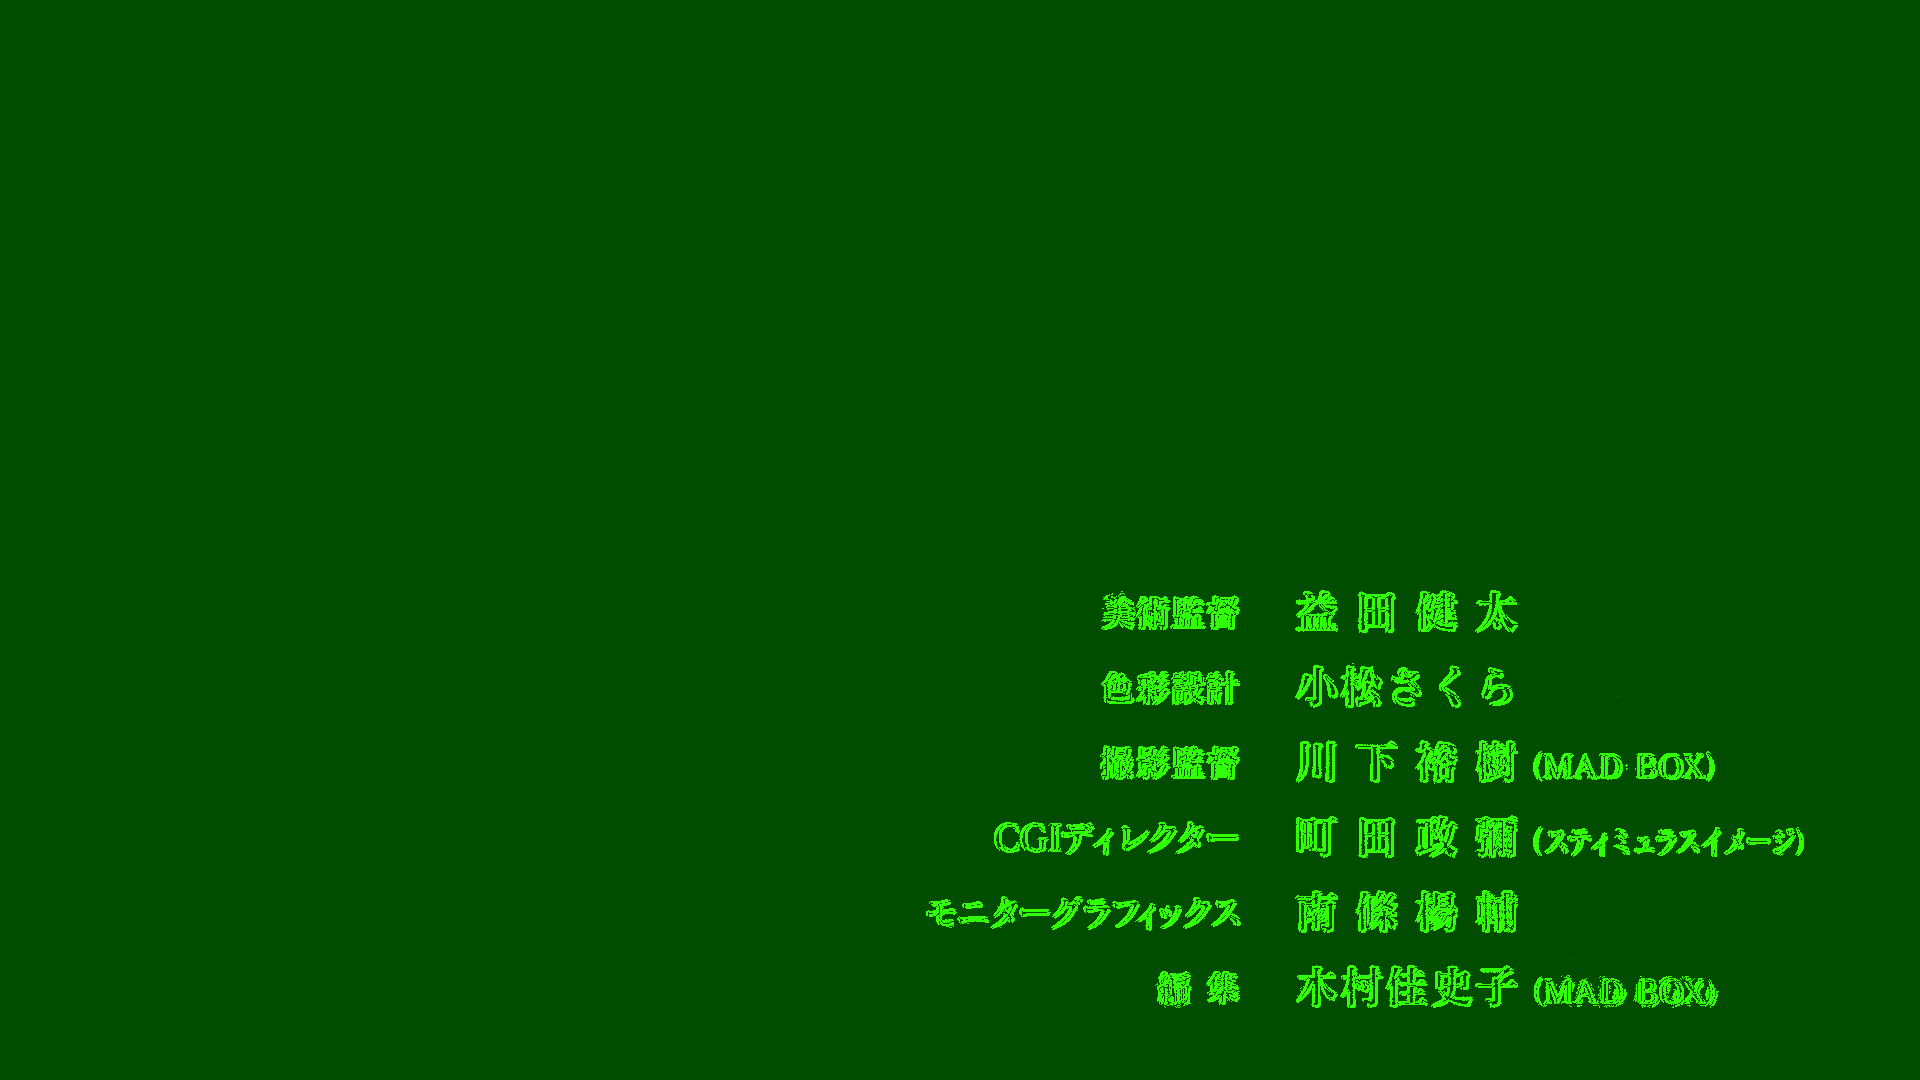 美術監督 益田健太
色彩設計 小松さくら
撮影監督 川下裕樹 (MAD BOX)
CGIディレクター 町田政彌 (スティミュラスイメージ)
モニターグラフィックス 南條楊輔
編集 木村佳史子 (MAD BOX)